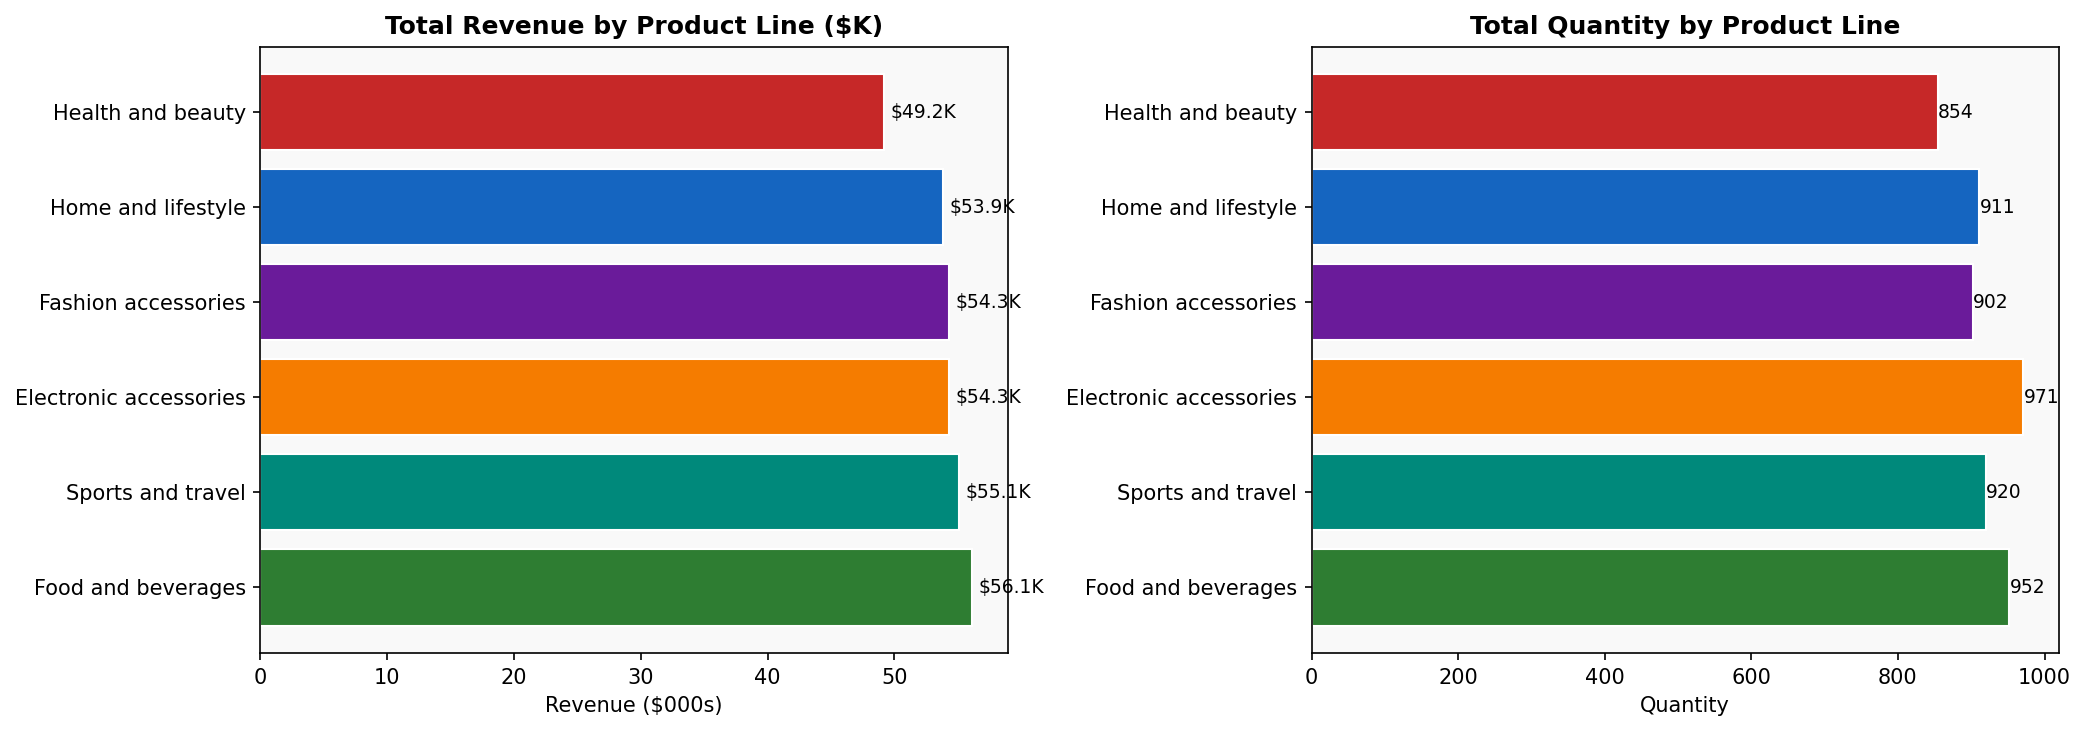 Total Revenue by Product Line ($K)
Health and beauty
$49.2K
Home and lifestyle
$53.9K
Fashion accessories
$54.3K
Electronic accessories
$54.3K
Sports and travel
$55.1K
Food and beverages
$56.1K
0 10 20 30 40 50
Revenue ($000s)
Total Quantity by Product Line
Health and beauty
854
Home and lifestyle
911
Fashion accessories
902
Electronic accessories
971
Sports and travel
920
Food and beverages
952
0 200 400 600 800 1000
Quantity